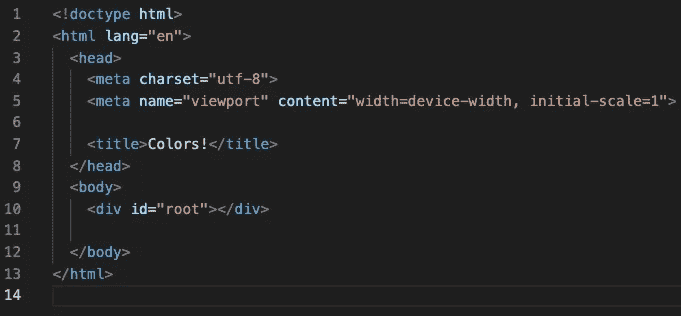 1 <!doctype html>
2 <html lang="en">
3 <head>
4 <meta charset="utf-8">
5 <meta name="viewport" content="width=device-width, initial-scale=1">
6
7 <title>Colors!</title>
8 </head>
9 <body>
10 <div id="root"></div>
11
12 </body>
13 </html>
14